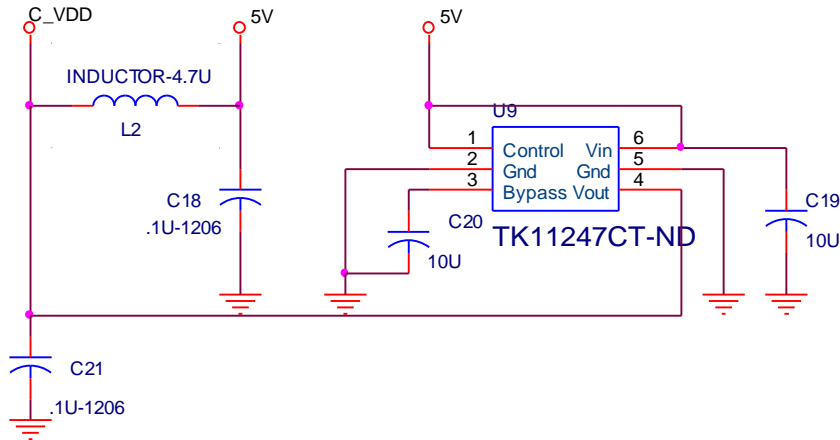 C_VDD
5V
5V
INDUCTOR-4.7U
L2
U9
1
Control
Vin
6
2
Gnd
Gnd
5
3
Bypass
Vout
4
C18
.1U-1206
C20
10U
TK11247CT-ND
C19
10U
C21
.1U-1206